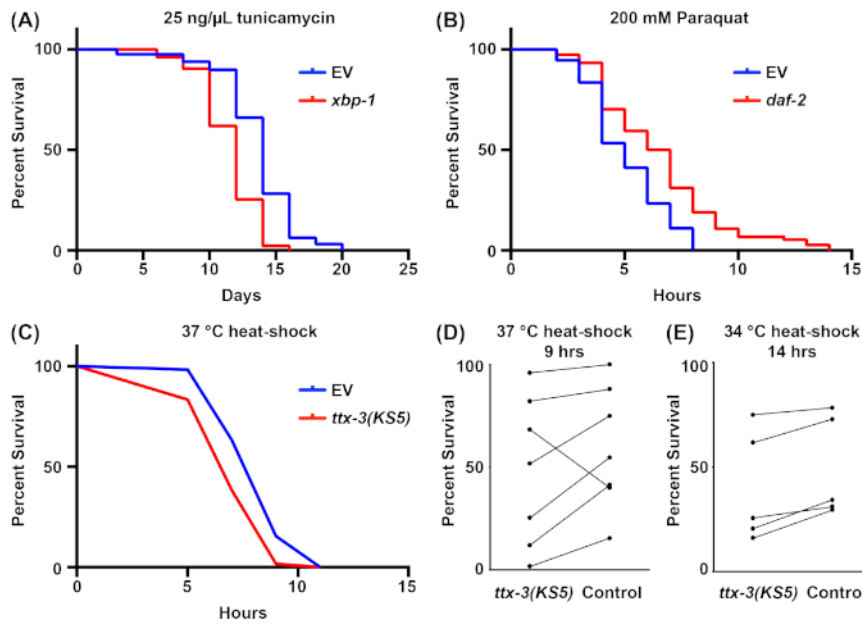 (A) 25 ng/µL tunicamycin
Percent Survival
100
50
0
EV
xbp-1
0 5 10 15 20 25
Days
(B) 200 mM Paraquat
Percent Survival
100
50
0
EV
daf-2
0 5 10 15
Hours
(C) 37 °C heat-shock
Percent Survival
100
50
0
EV
ttx-3(KS5)
0 5 10 15
Hours
(D) 37 °C heat-shock
9 hrs
Percent Survival
100
50
0
ttx-3(KS5) Control
(E) 34 °C heat-shock
14 hrs
Percent Survival
100
50
0
ttx-3(KS5) Control